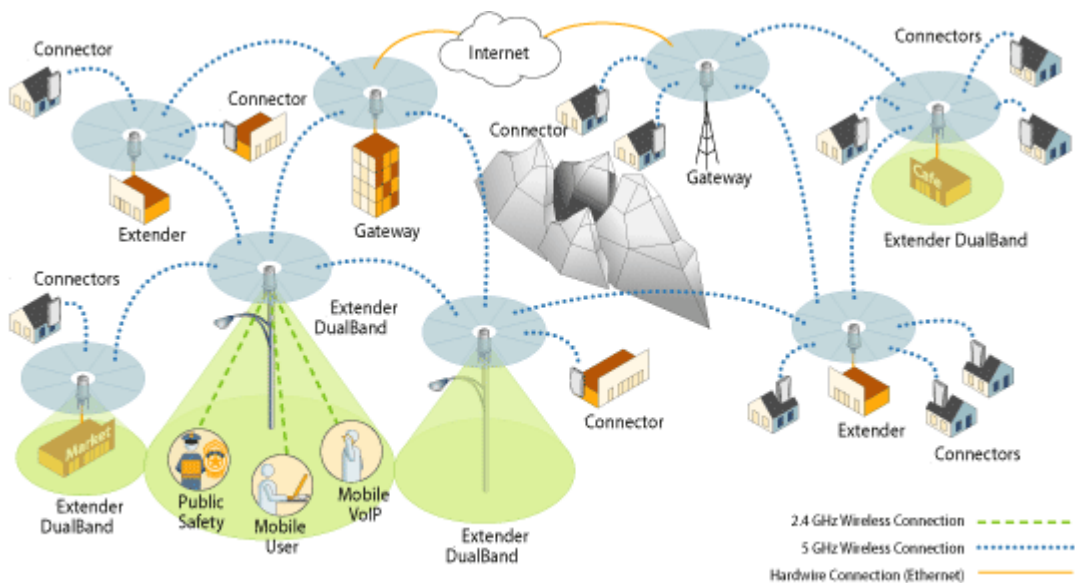 Internet
Connector
Connectors
Connector
Connector
Gateway
Cafe
Extender
Gateway
Extender DualBand
Connectors
Extender
DualBand
Market
Connector
Extender
Public
Safety
Mobile
VoIP
Mobile
User
Connectors
Extender
DualBand
Extender
DualBand
2.4 GHz Wireless Connection
5 GHz Wireless Connection
Hardwire Connection (Ethernet)